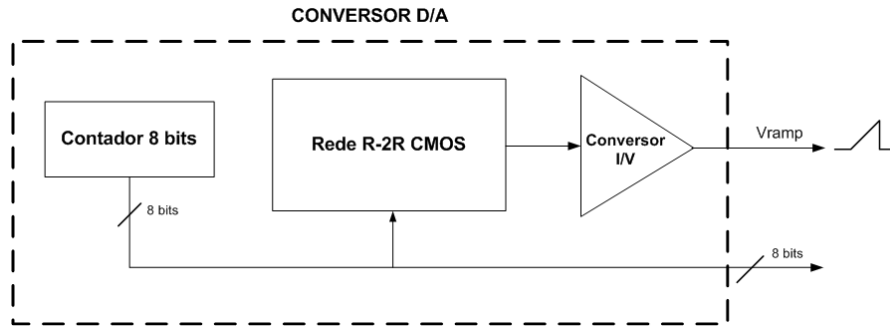 CONVERSOR D/A
Contador 8 bits
Rede R-2R CMOS
Conversor
I/V
Vramp
8 bits
8 bits